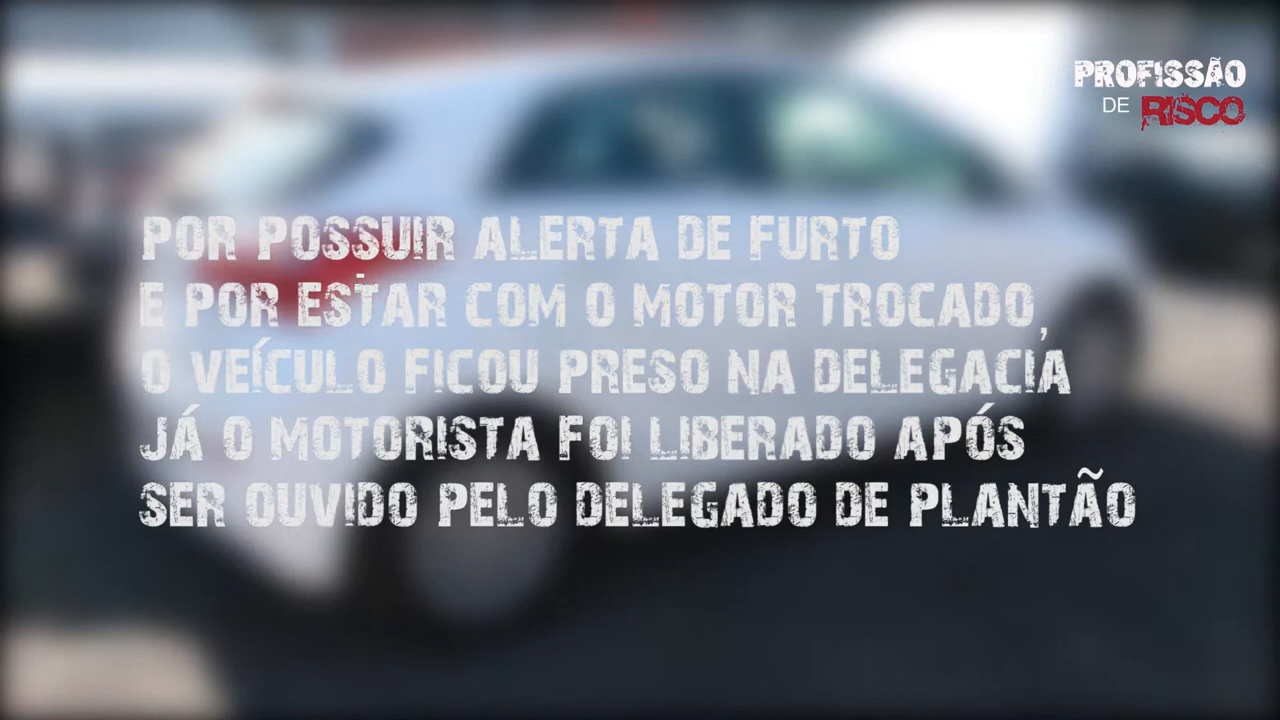 PROFISSÃO
DE RISCO
POR POSSUIR ALERTA DE FURTO
E POR ESTAR COM O MOTOR TROCADO,
O VEÍCULO FICOU PRESO NA DELEGACIA
JÁ O MOTORISTA FOI LIBERADO APÓS
SER OUVIDO PELO DELEGADO DE PLANTÃO